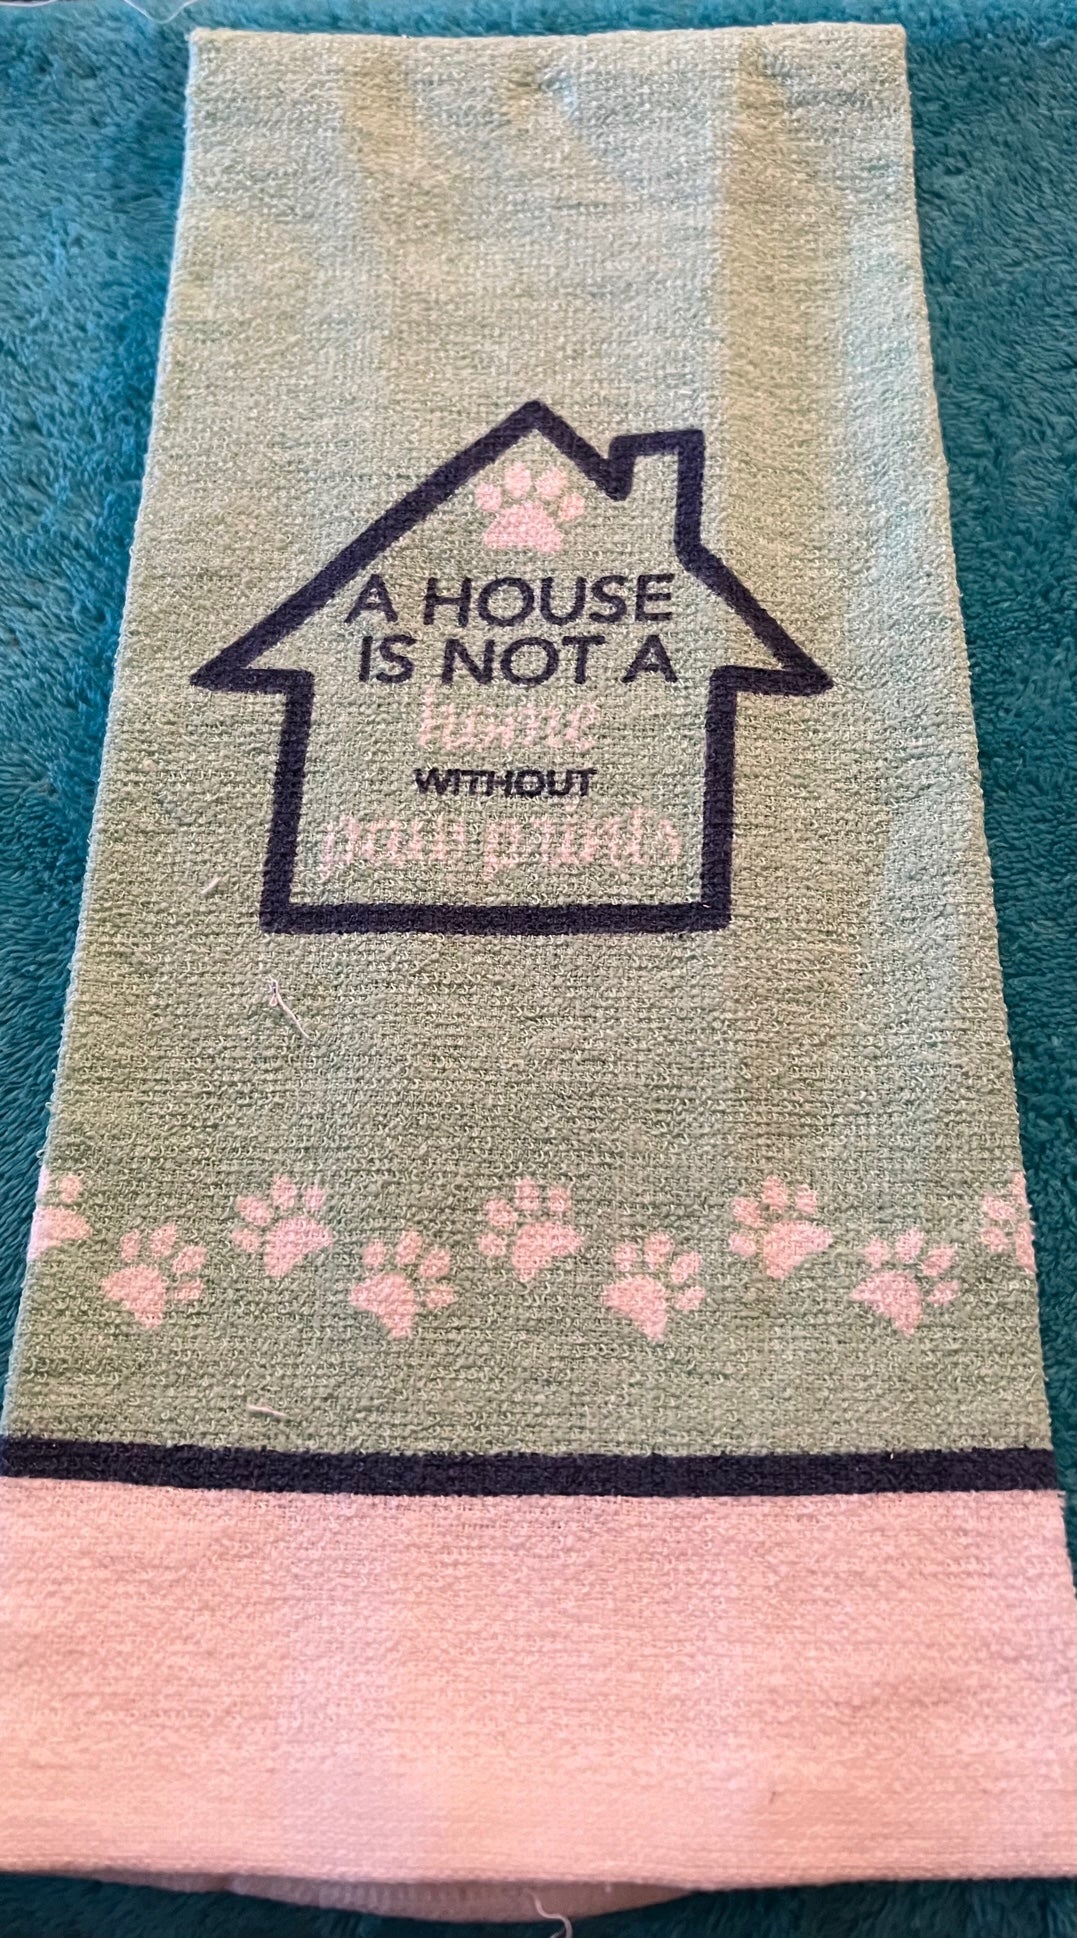 A HOUSE
IS NOT A
home
WITHOUT
paw prints